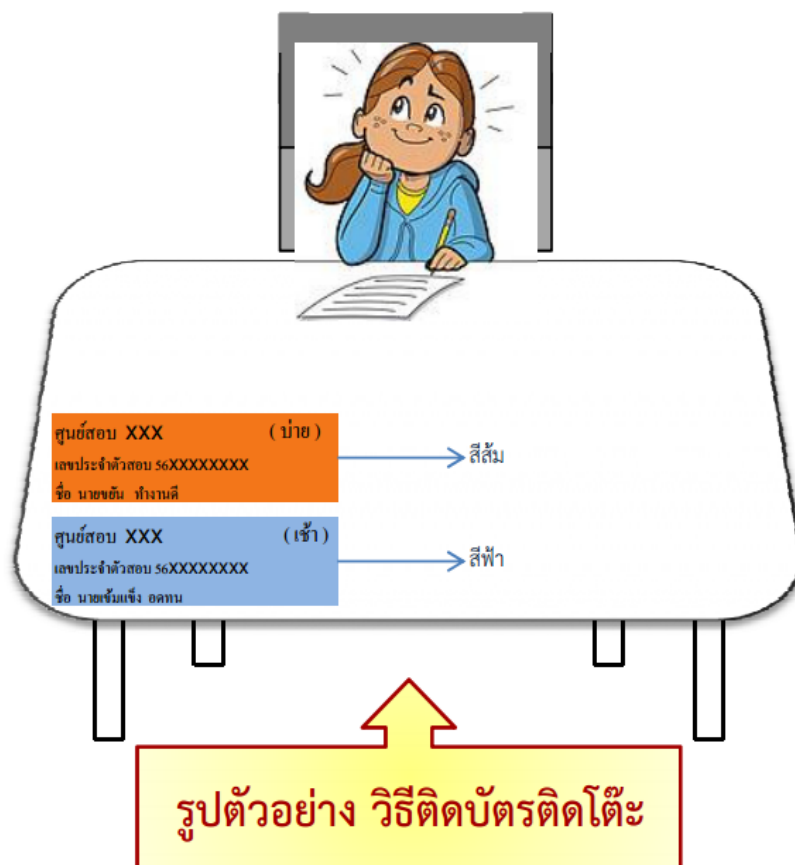 ศูนย์สอบ XXX (บ่าย)
เลขประจำตัวสอบ 56XXXXXXXX
ชื่อ นายขยัน ทำงานดี
สีส้ม
ศูนย์สอบ XXX (เช้า)
เลขประจำตัวสอบ 56XXXXXXXX
ชื่อ นายเข้มแข็ง อดทน
สีฟ้า
รูปตัวอย่าง วิธีติดบัตรติดโต๊ะ